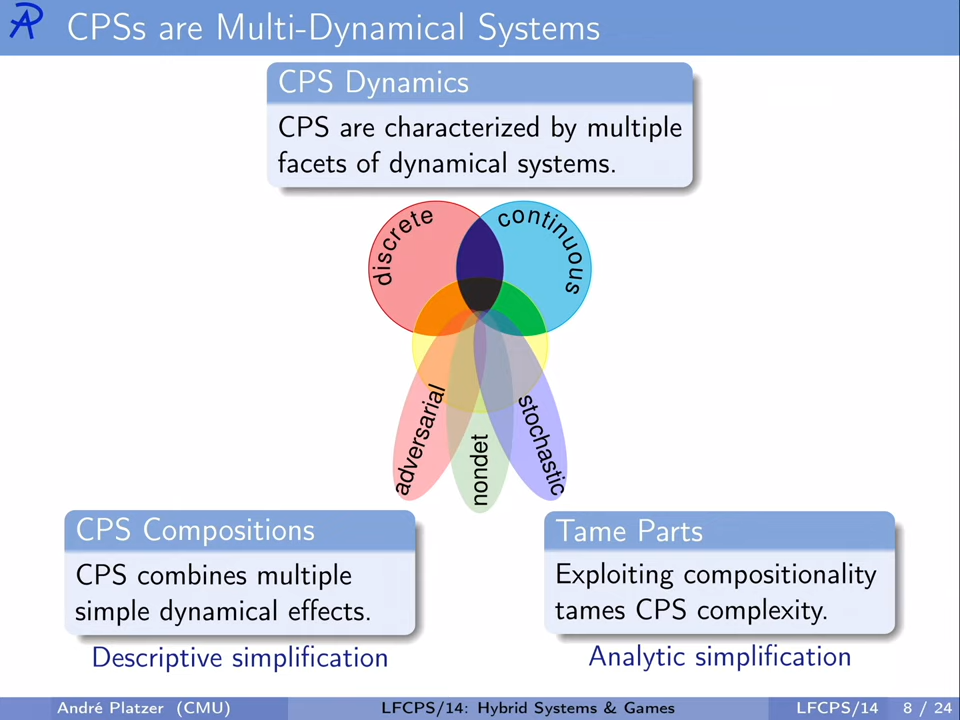 CPSs are Multi-Dynamical Systems
CPS Dynamics
CPS are characterized by multiple
facets of dynamical systems.
discrete
continuous
adversarial
nondet
stochastic
CPS Compositions
CPS combines multiple
simple dynamical effects.
Descriptive simplification
Tame Parts
Exploiting compositionality
tames CPS complexity.
Analytic simplification
André Platzer (CMU)
LFCPS/14: Hybrid Systems & Games
LFCPS/14
8 / 24